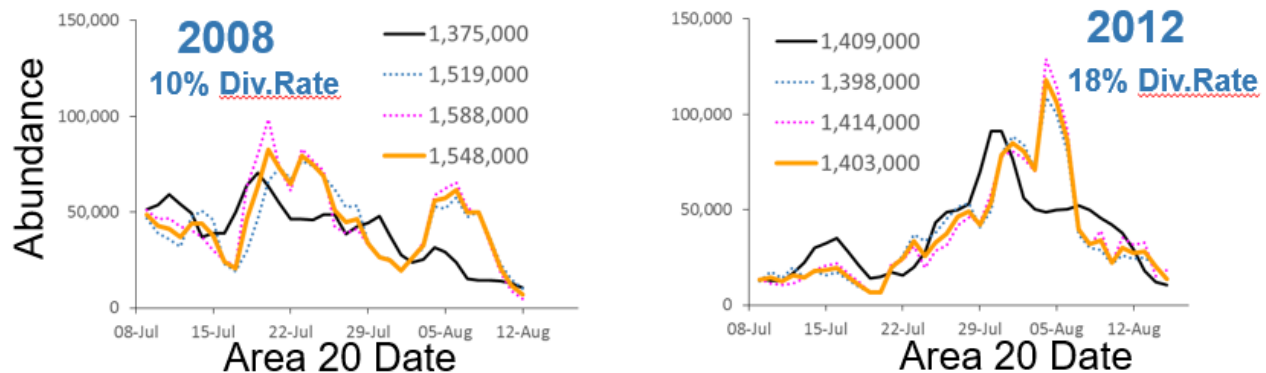 Abundance
150,000
100,000
50,000
0
2008
10% Div.Rate
1,375,000
1,519,000
1,588,000
1,548,000
08-Jul 15-Jul 22-Jul 29-Jul 05-Aug 12-Aug
Area 20 Date
150,000
100,000
50,000
0
2012
18% Div.Rate
1,409,000
1,398,000
1,414,000
1,403,000
08-Jul 15-Jul 22-Jul 29-Jul 05-Aug 12-Aug
Area 20 Date